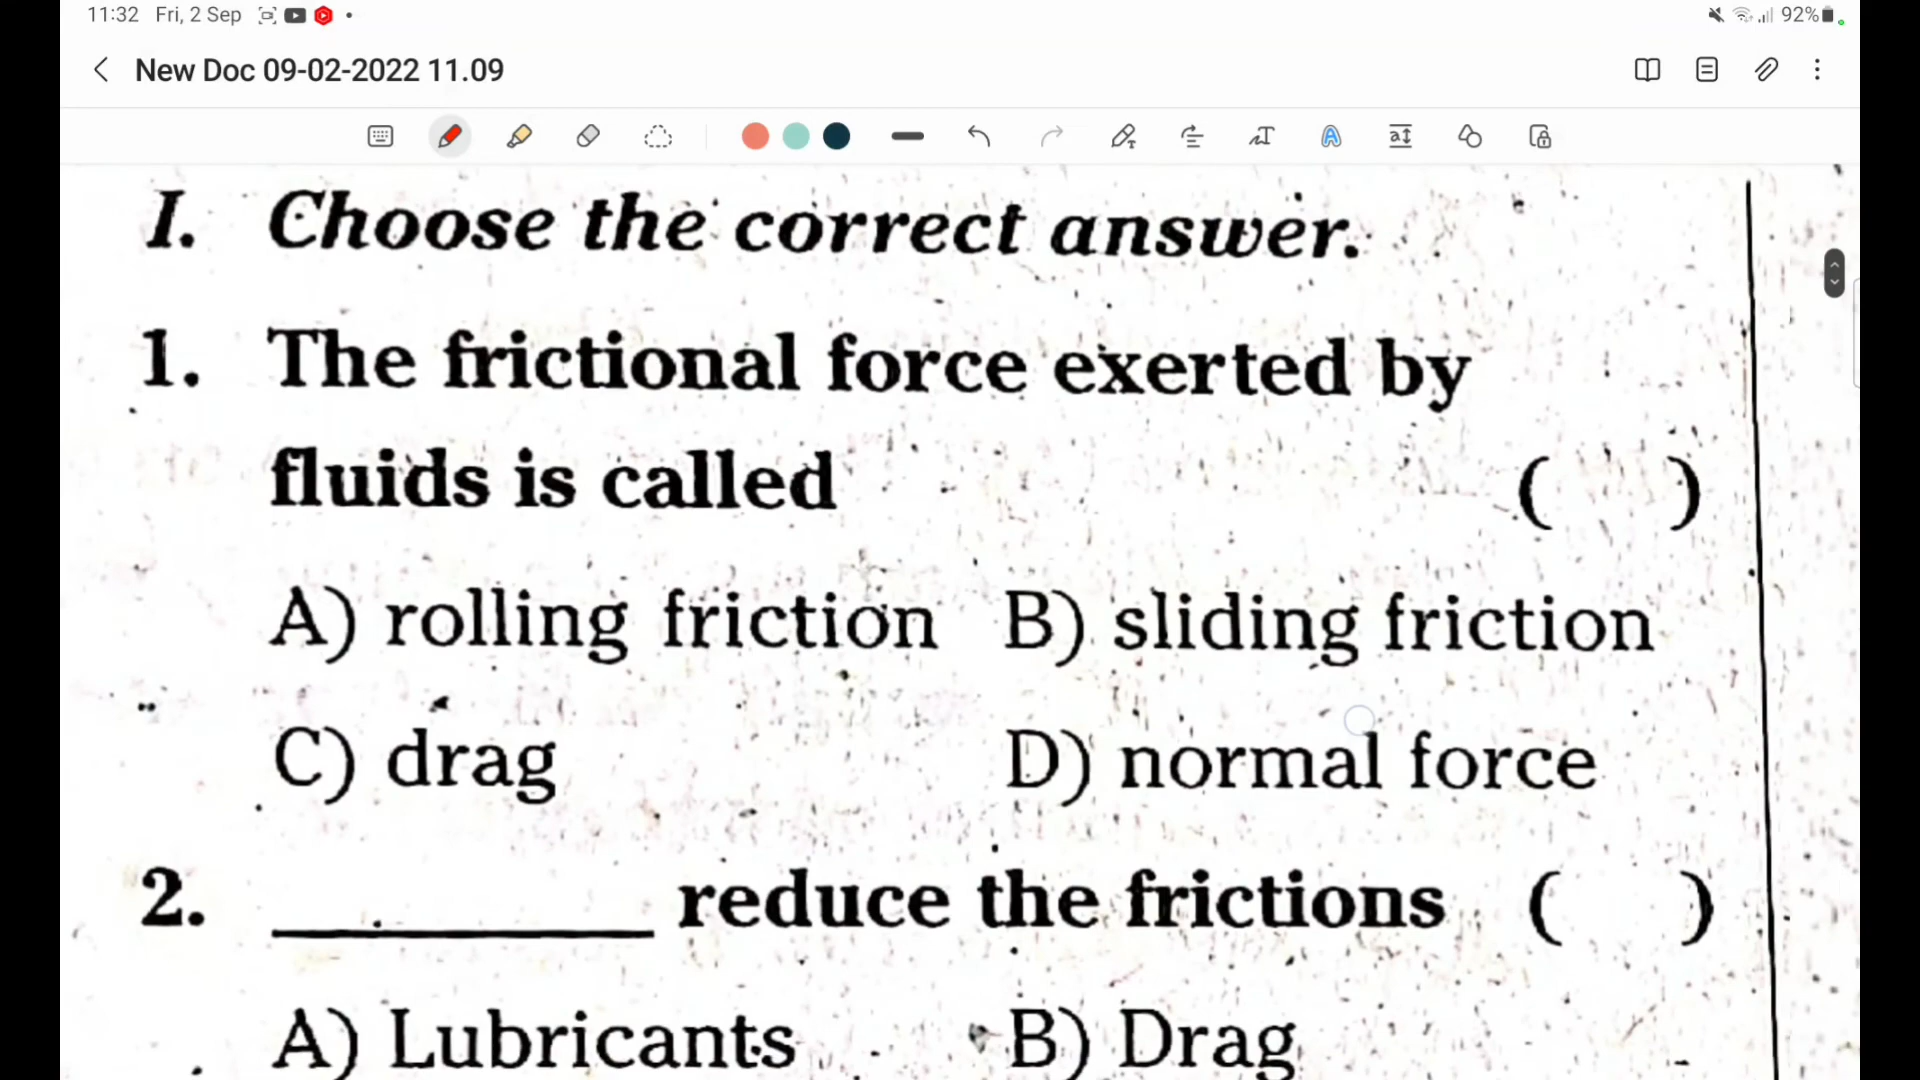 11:32 Fri, 2 Sep 92%
New Doc 09-02-2022 11.09
I. Choose the correct answer.
1. The frictional force exerted by
fluids is called ( )
A) rolling friction B) sliding friction
C) drag D) normal force
2. __________ reduce the frictions ( )
A) Lubricants B) Drag